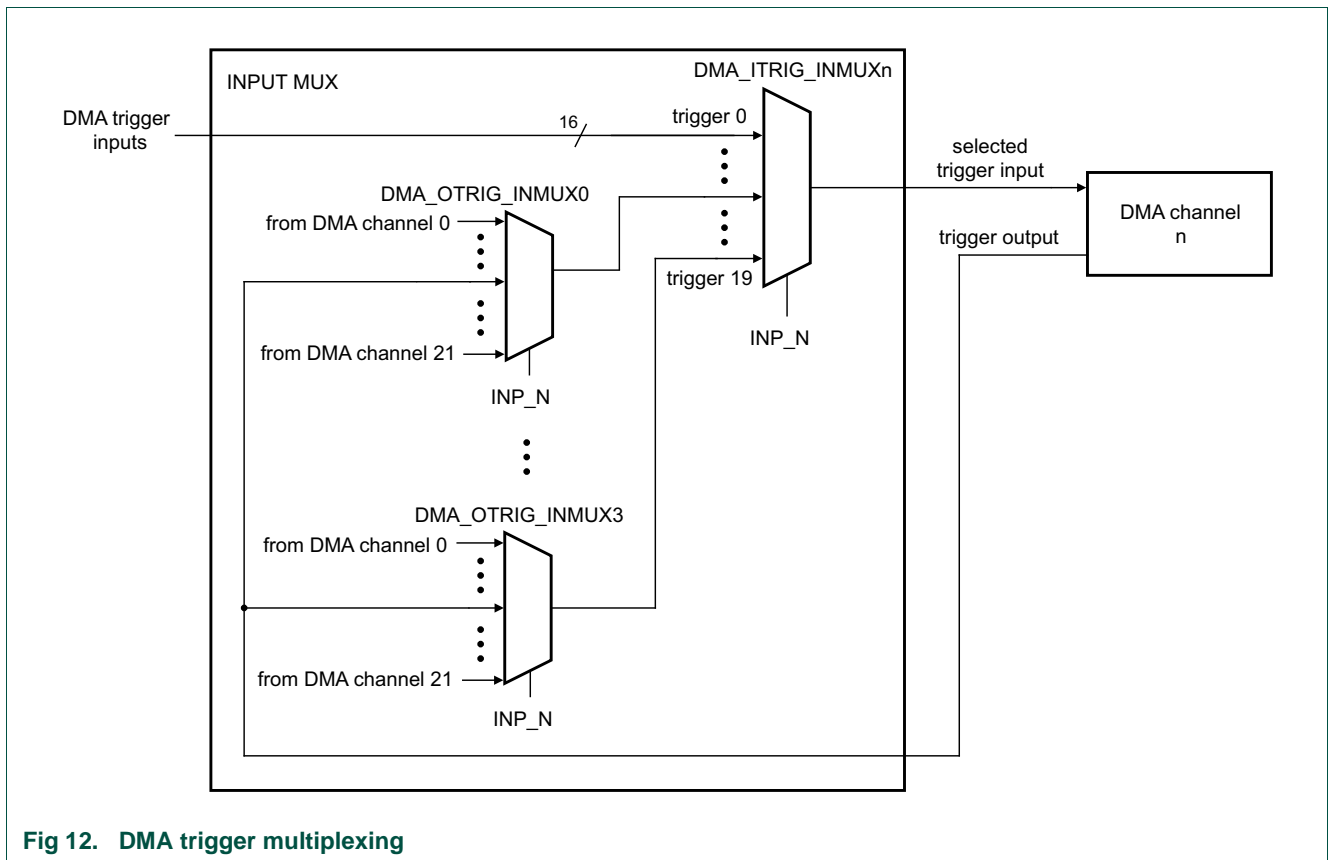 INPUT MUX
DMA_ITRIG_INMUXn
DMA trigger
inputs
16
trigger 0
selected
trigger input
DMA channel
n
trigger output
DMA_OTRIG_INMUX0
from DMA channel 0
from DMA channel 21
INP_N
trigger 19
INP_N
DMA_OTRIG_INMUX3
from DMA channel 0
from DMA channel 21
INP_N
Fig 12. DMA trigger multiplexing